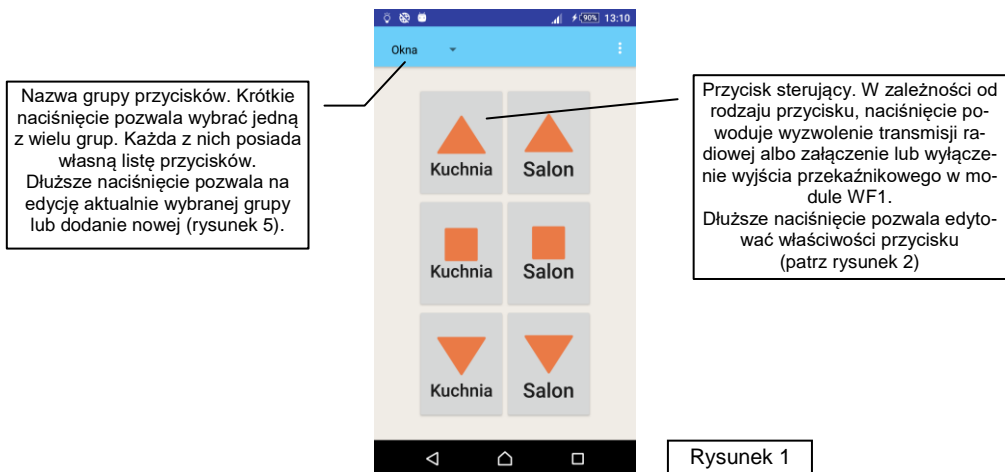 90% 13:10
Okna
Nazwa grupy przycisków. Krótkie
naciśnięcie pozwala wybrać jedną
z wielu grup. Każda z nich posiada
własną listę przycisków.
Dłuższe naciśnięcie pozwala na
edycję aktualnie wybranej grupy
lub dodanie nowej (rysunek 5).
Kuchnia Salon
Kuchnia Salon
Kuchnia Salon
Przycisk sterujący. W zależności od
rodzaju przycisku, naciśnięcie po-
woduje wyzwolenie transmisji ra-
diowej albo załączenie lub wyłącze-
nie wyjścia przekaźnikowego w mo-
dule WF1.
Dłuższe naciśnięcie pozwala edyto-
wać właściwości przycisku
(patrz rysunek 2)
Rysunek 1